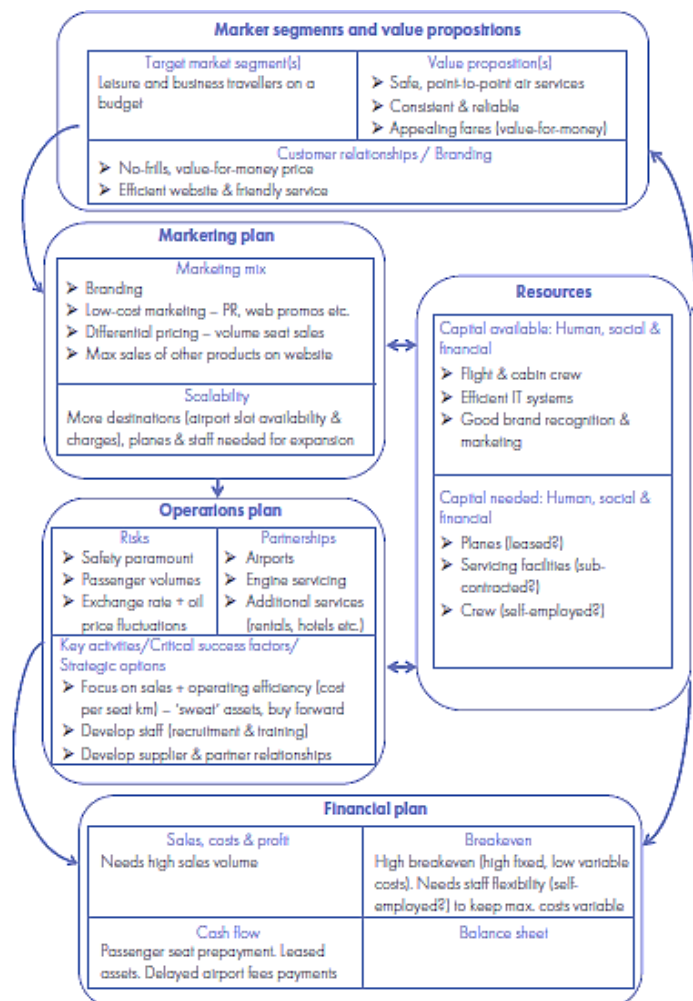 Market segments and value propositions
Target market segment(s)
Leisure and business travellers on a
budget
Value proposition(s)
➤ Safe, point-to-point air services
➤ Consistent & reliable
➤ Appealing fares (value-for-money)
Customer relationships / Branding
➤ No-frills, value-for-money price
➤ Efficient website & friendly service
Marketing plan
Marketing mix
➤ Branding
➤ Low-cost marketing – PR, web promos etc.
➤ Differential pricing – volume seat sales
➤ Max sales of other products on website
Scalability
More destinations (airport slot availability &
charges), planes & staff needed for expansion
Resources
Capital available: Human, social &
financial
➤ Flight & cabin crew
➤ Efficient IT systems
➤ Good brand recognition &
marketing
Capital needed: Human, social &
financial
➤ Planes (leased?)
➤ Servicing facilities (sub-
contracted?)
➤ Crew (self-employed?)
Operations plan
Risks
➤ Safety paramount
➤ Passenger volumes
➤ Exchange rate + oil
price fluctuations
Partnerships
➤ Airports
➤ Engine servicing
➤ Additional services
(rentals, hotels etc.)
Key activities/Critical success factors/
Strategic options
➤ Focus on sales + operating efficiency (cost
per seat km) – 'sweat' assets, buy forward
➤ Develop staff (recruitment & training)
➤ Develop supplier & partner relationships
Financial plan
Sales, costs & profit
Needs high sales volume
Breakeven
High breakeven (high fixed, low variable
costs). Needs staff flexibility (self-
employed?) to keep max. costs variable
Cash flow
Passenger seat prepayment. Leased
assets. Delayed airport fees payments
Balance sheet